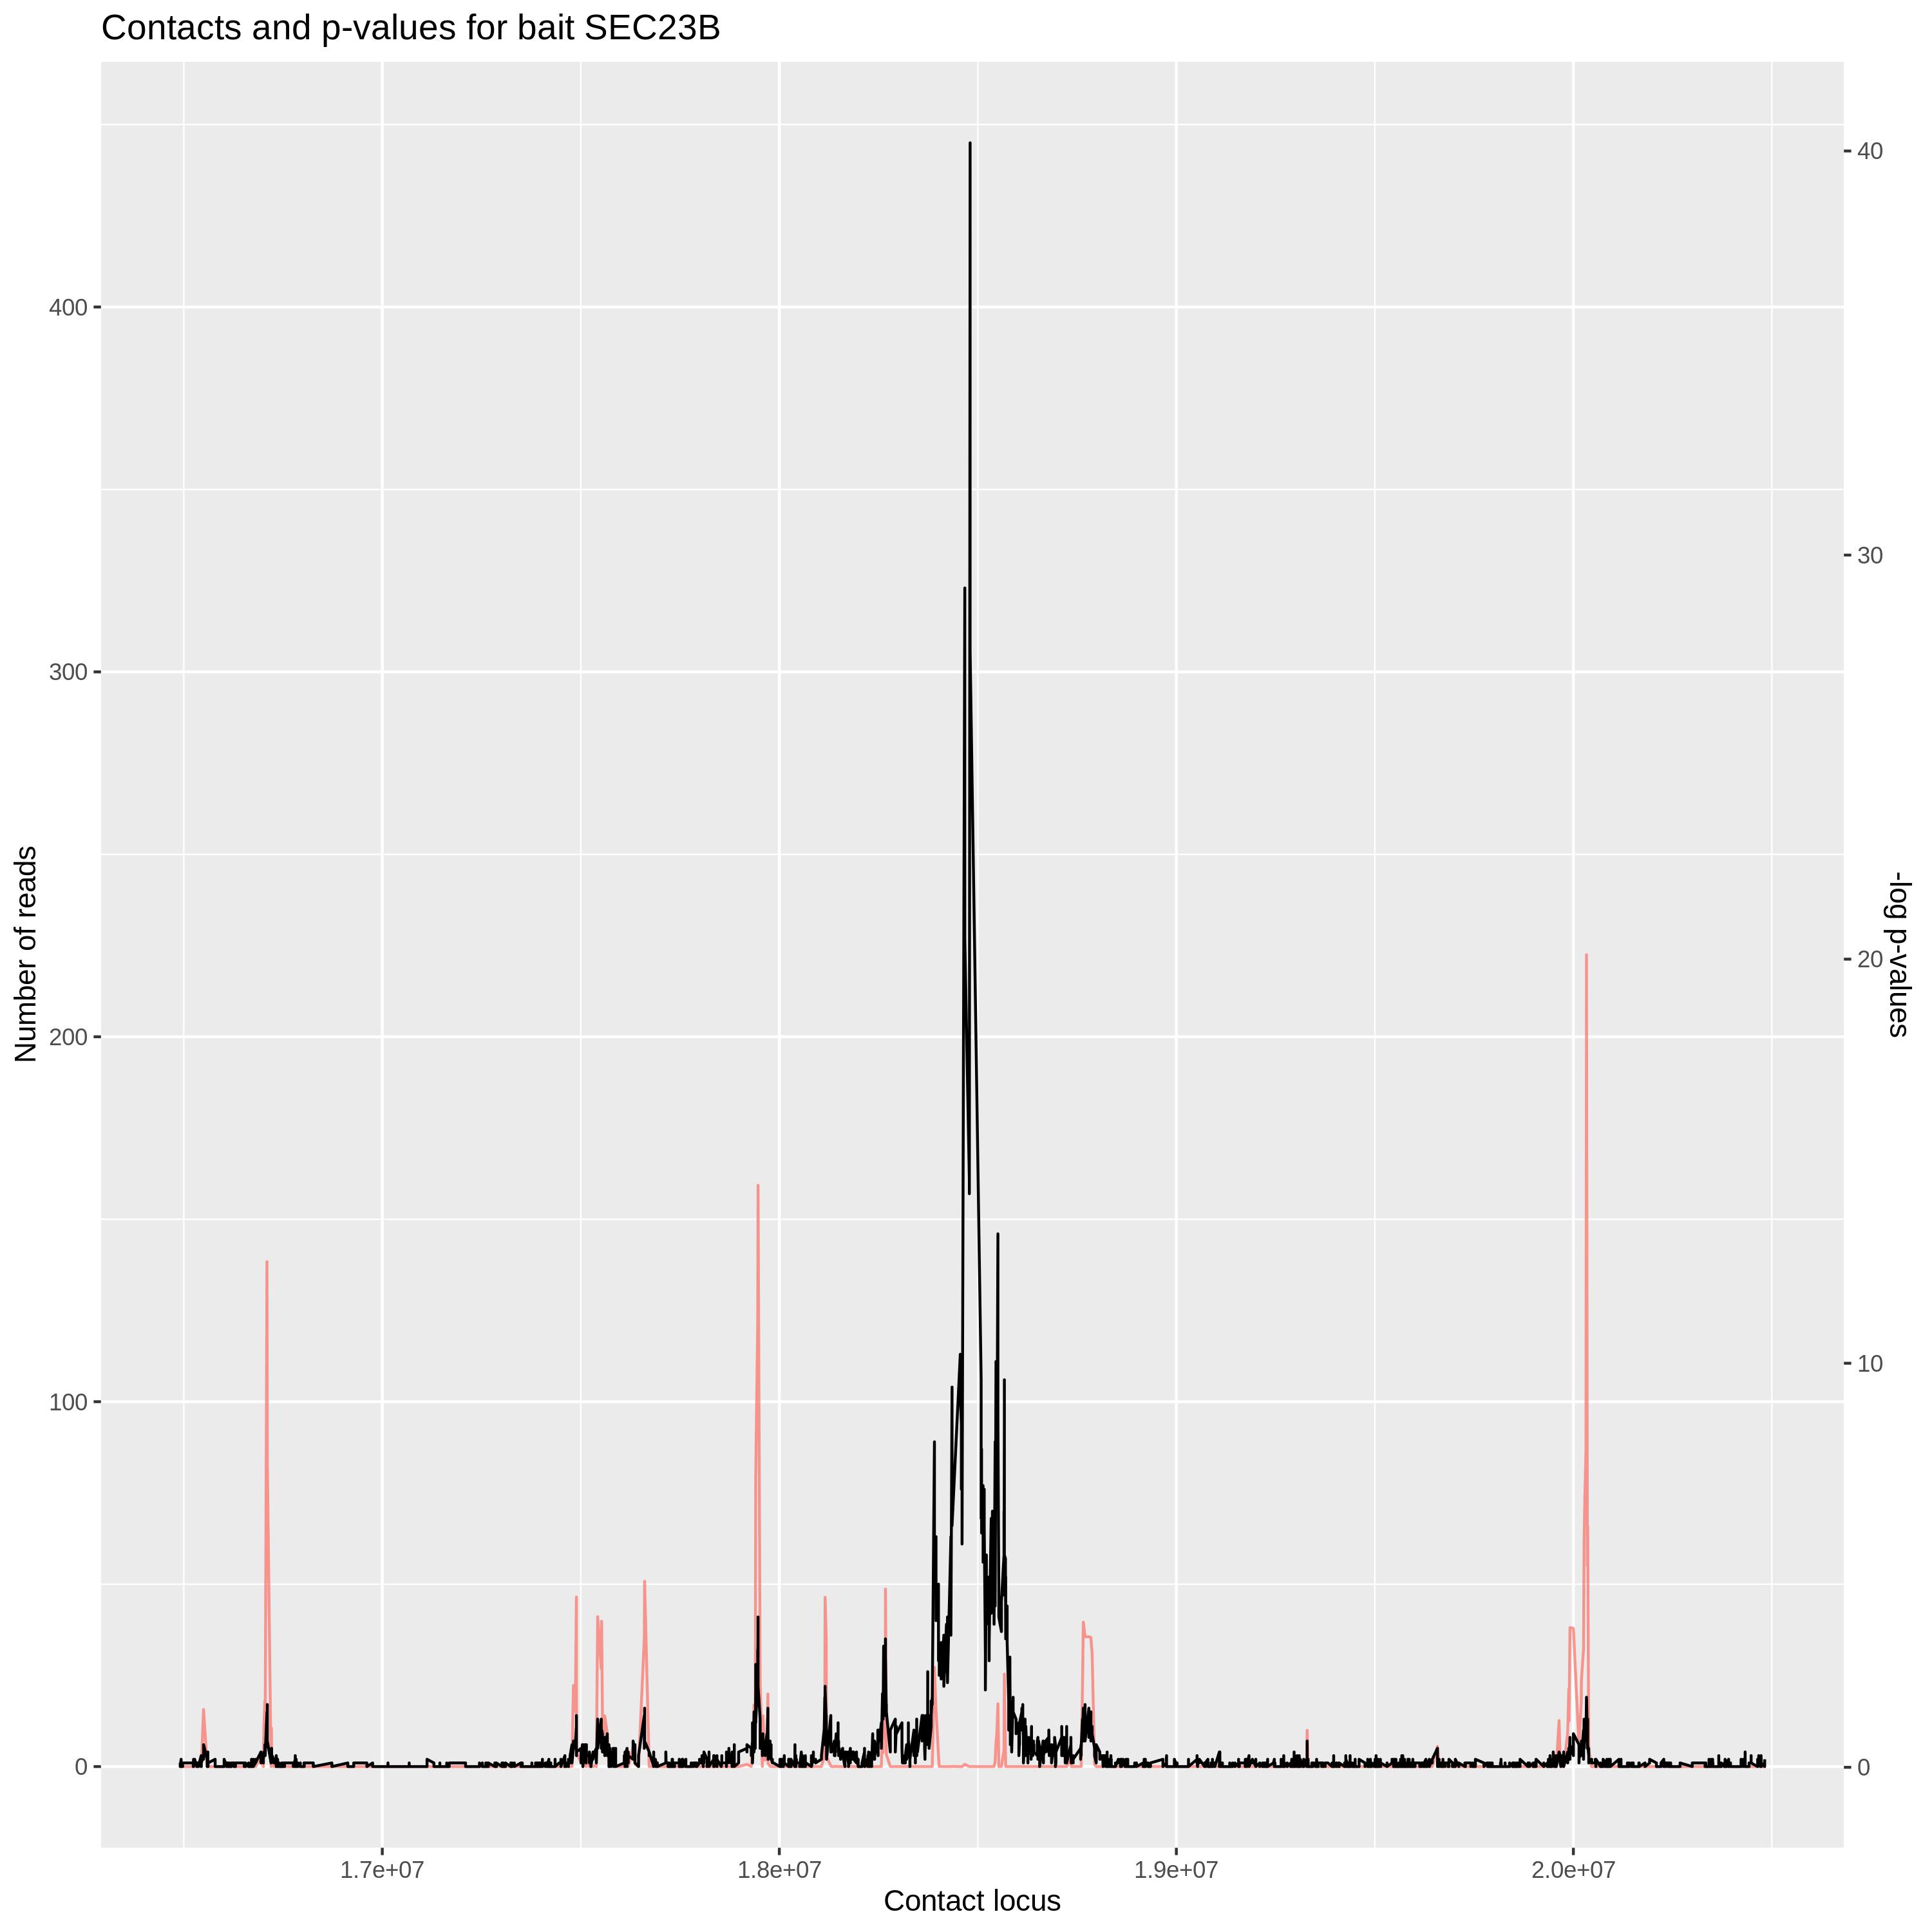 Contacts and p-values for bait SEC23B
Number of reads
400
300
200
100
0
40
30
20
10
0
-log p-values
1.7e+07 1.8e+07 1.9e+07 2.0e+07
Contact locus